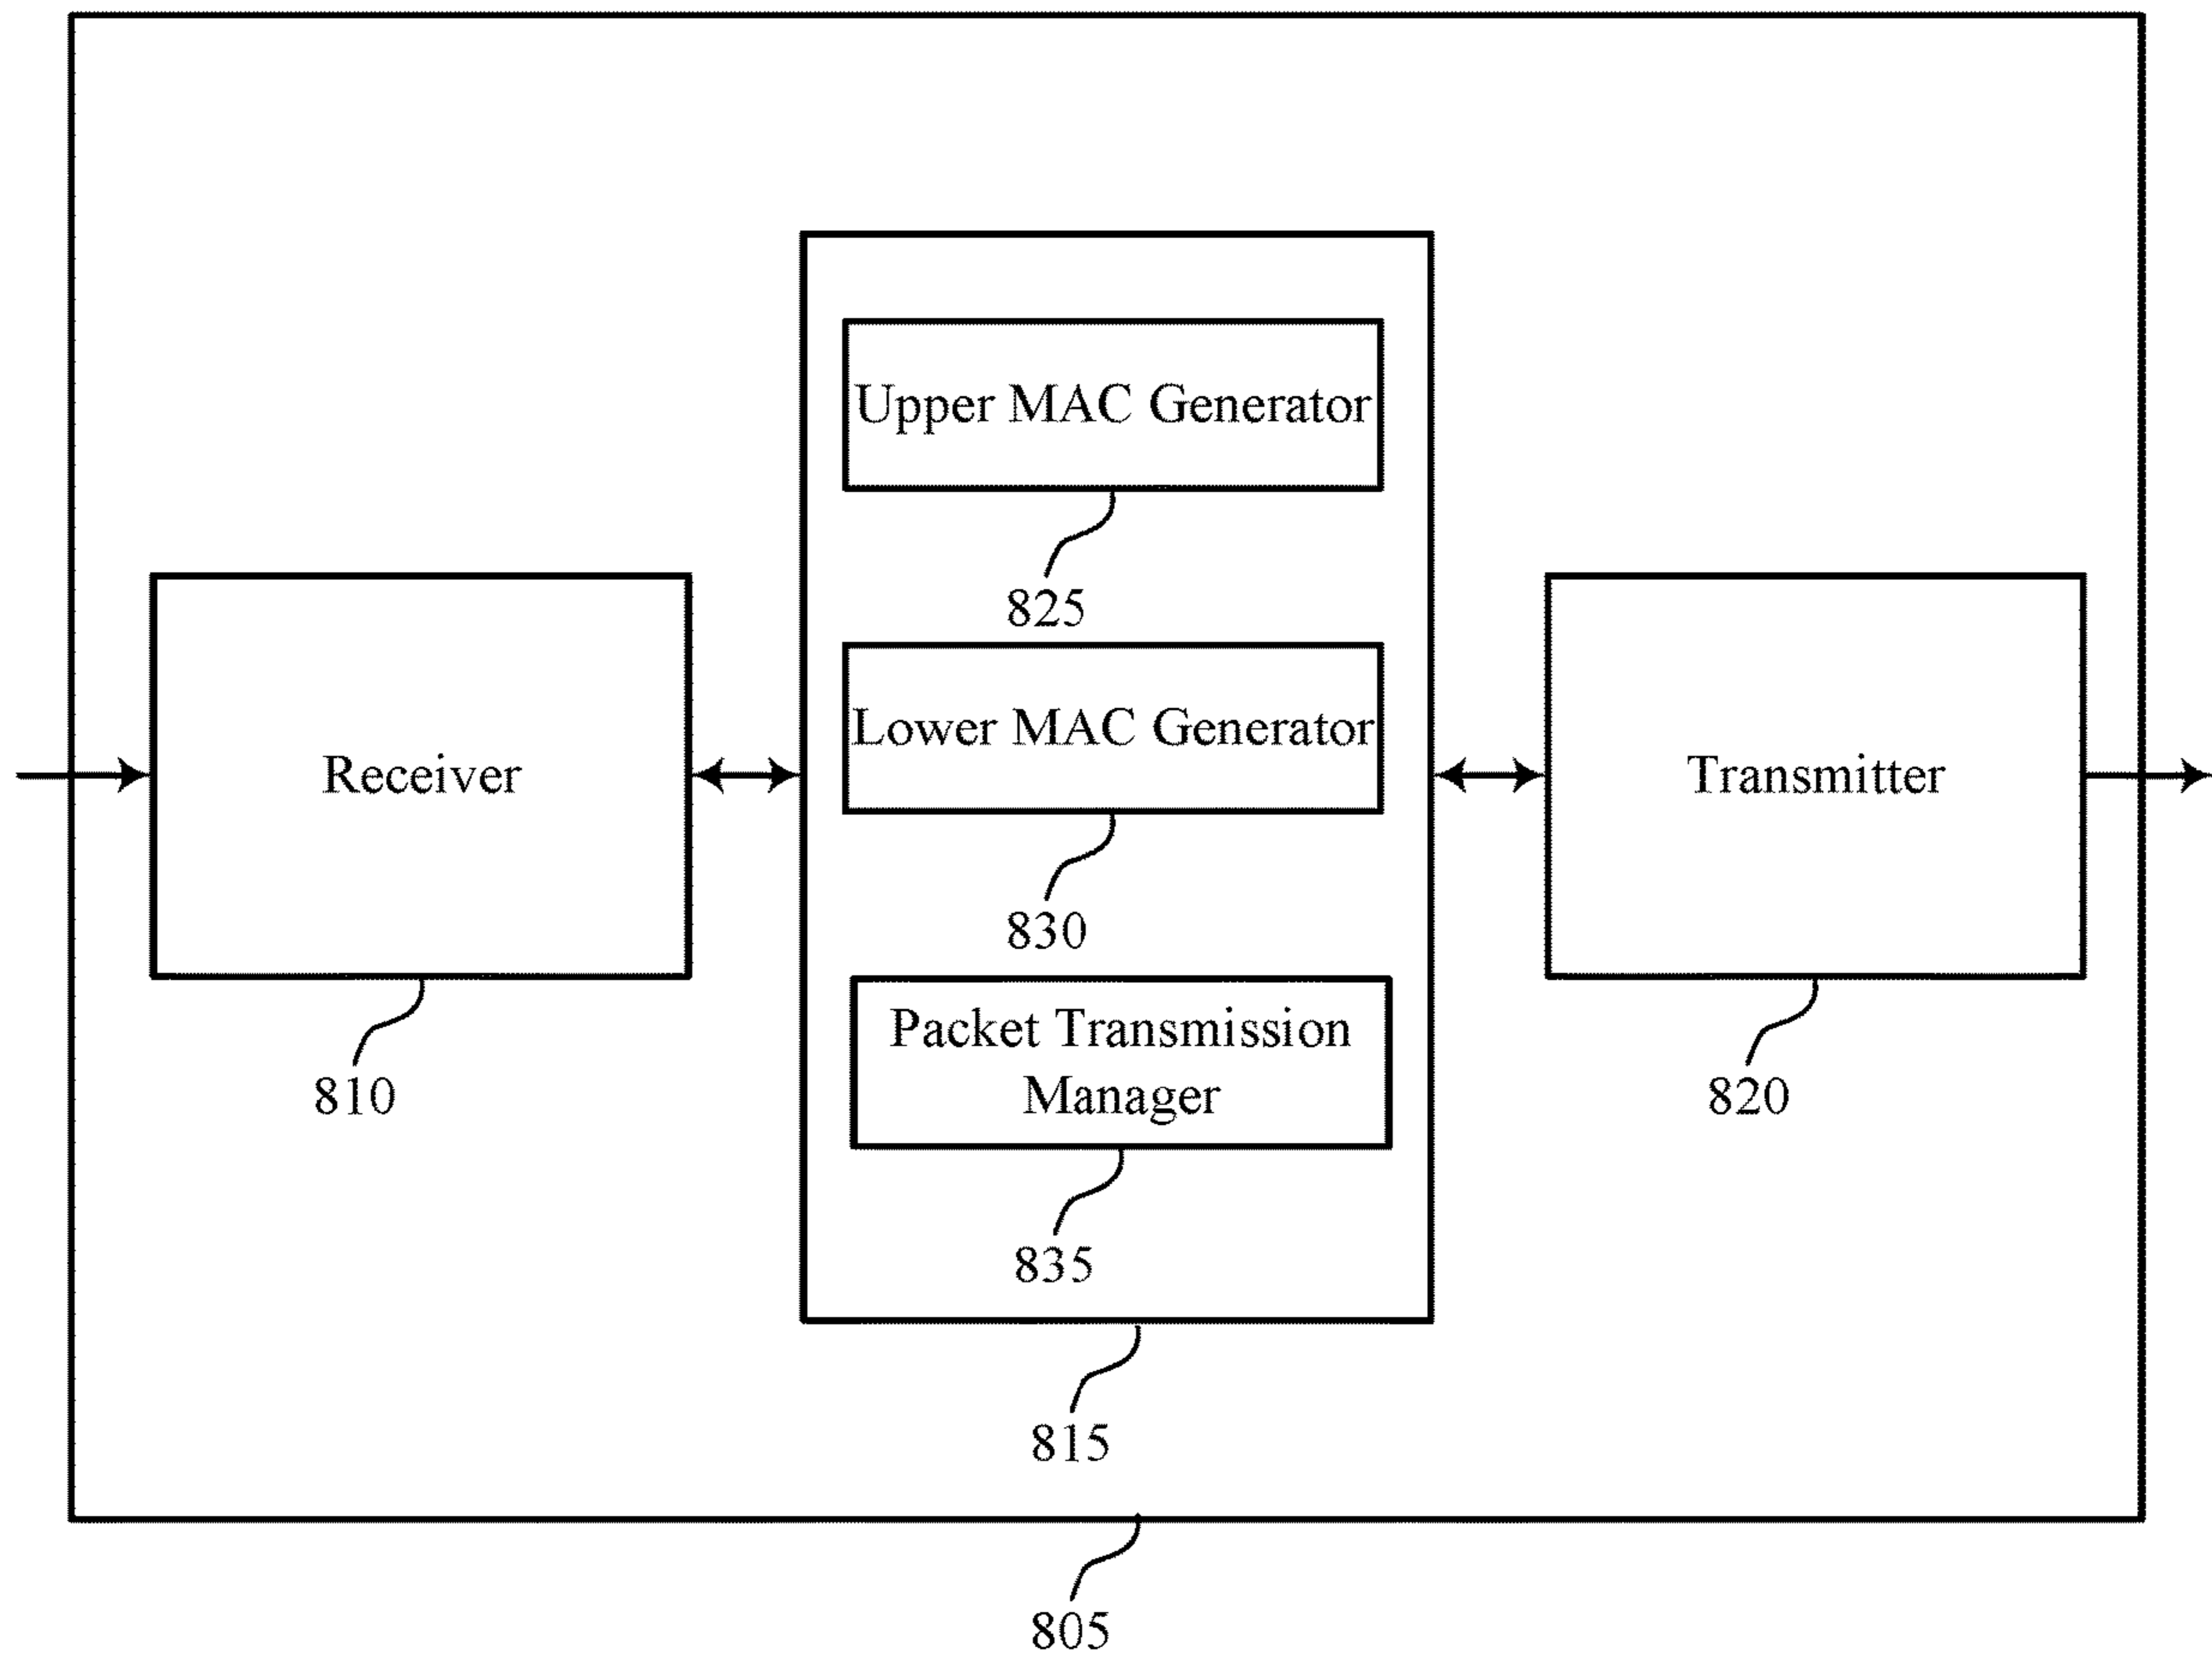 Upper MAC Generator
825
Lower MAC Generator
830
Packet Transmission
Manager
835
Receiver
810
Transmitter
820
815
805